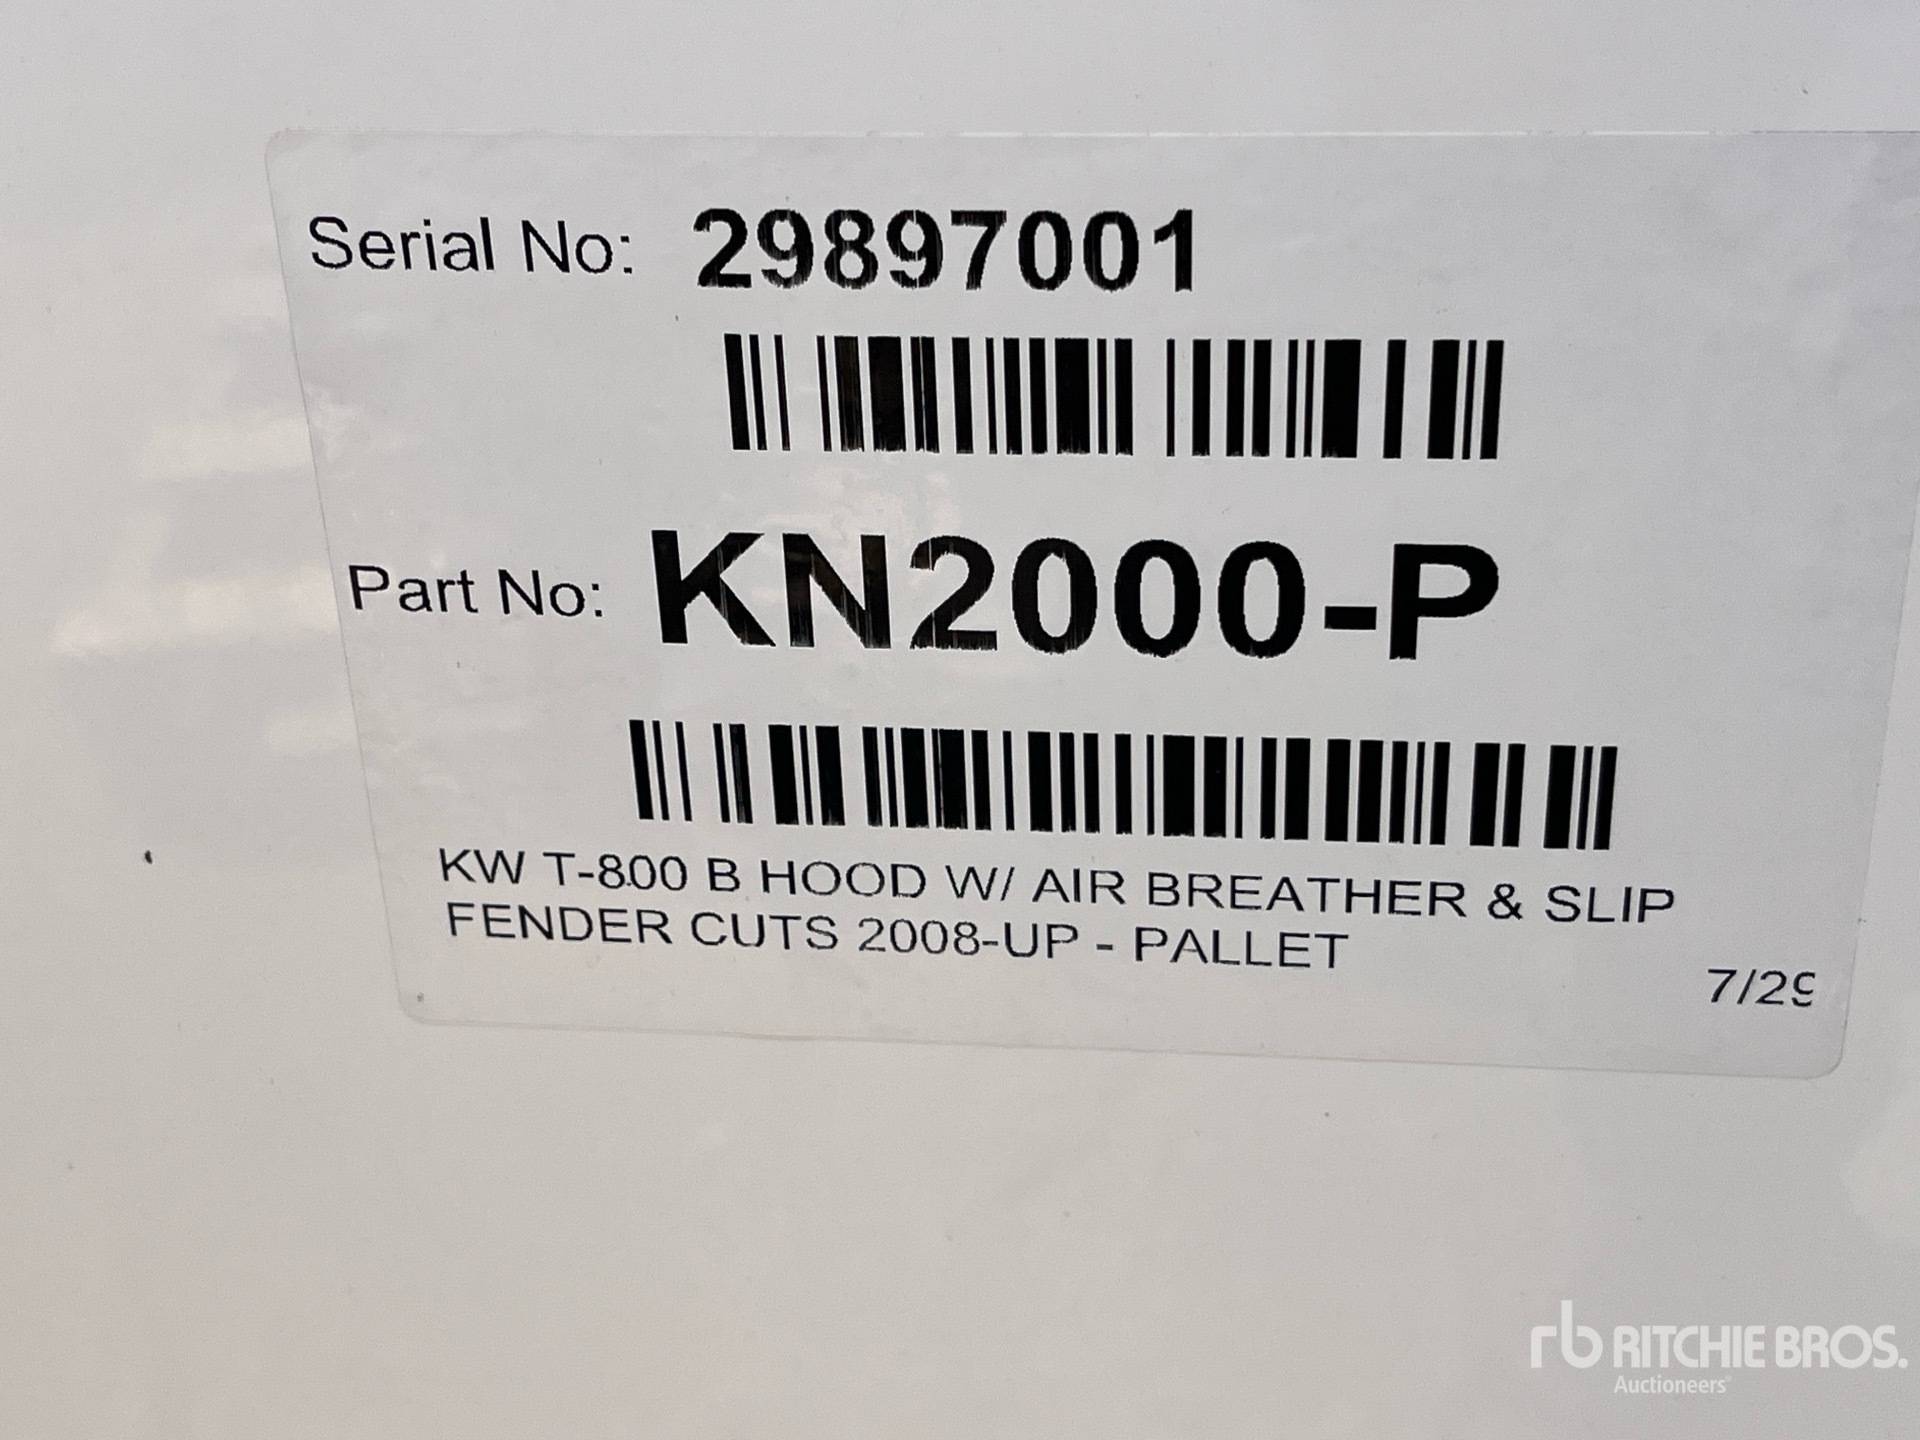 Serial No: 29897001
Part No: KN2000-P
KW T-800 B HOOD W/ AIR BREATHER & SLIP
FENDER CUTS 2008-UP - PALLET
7/29
rb RITCHIE BROS.
Auctioneers